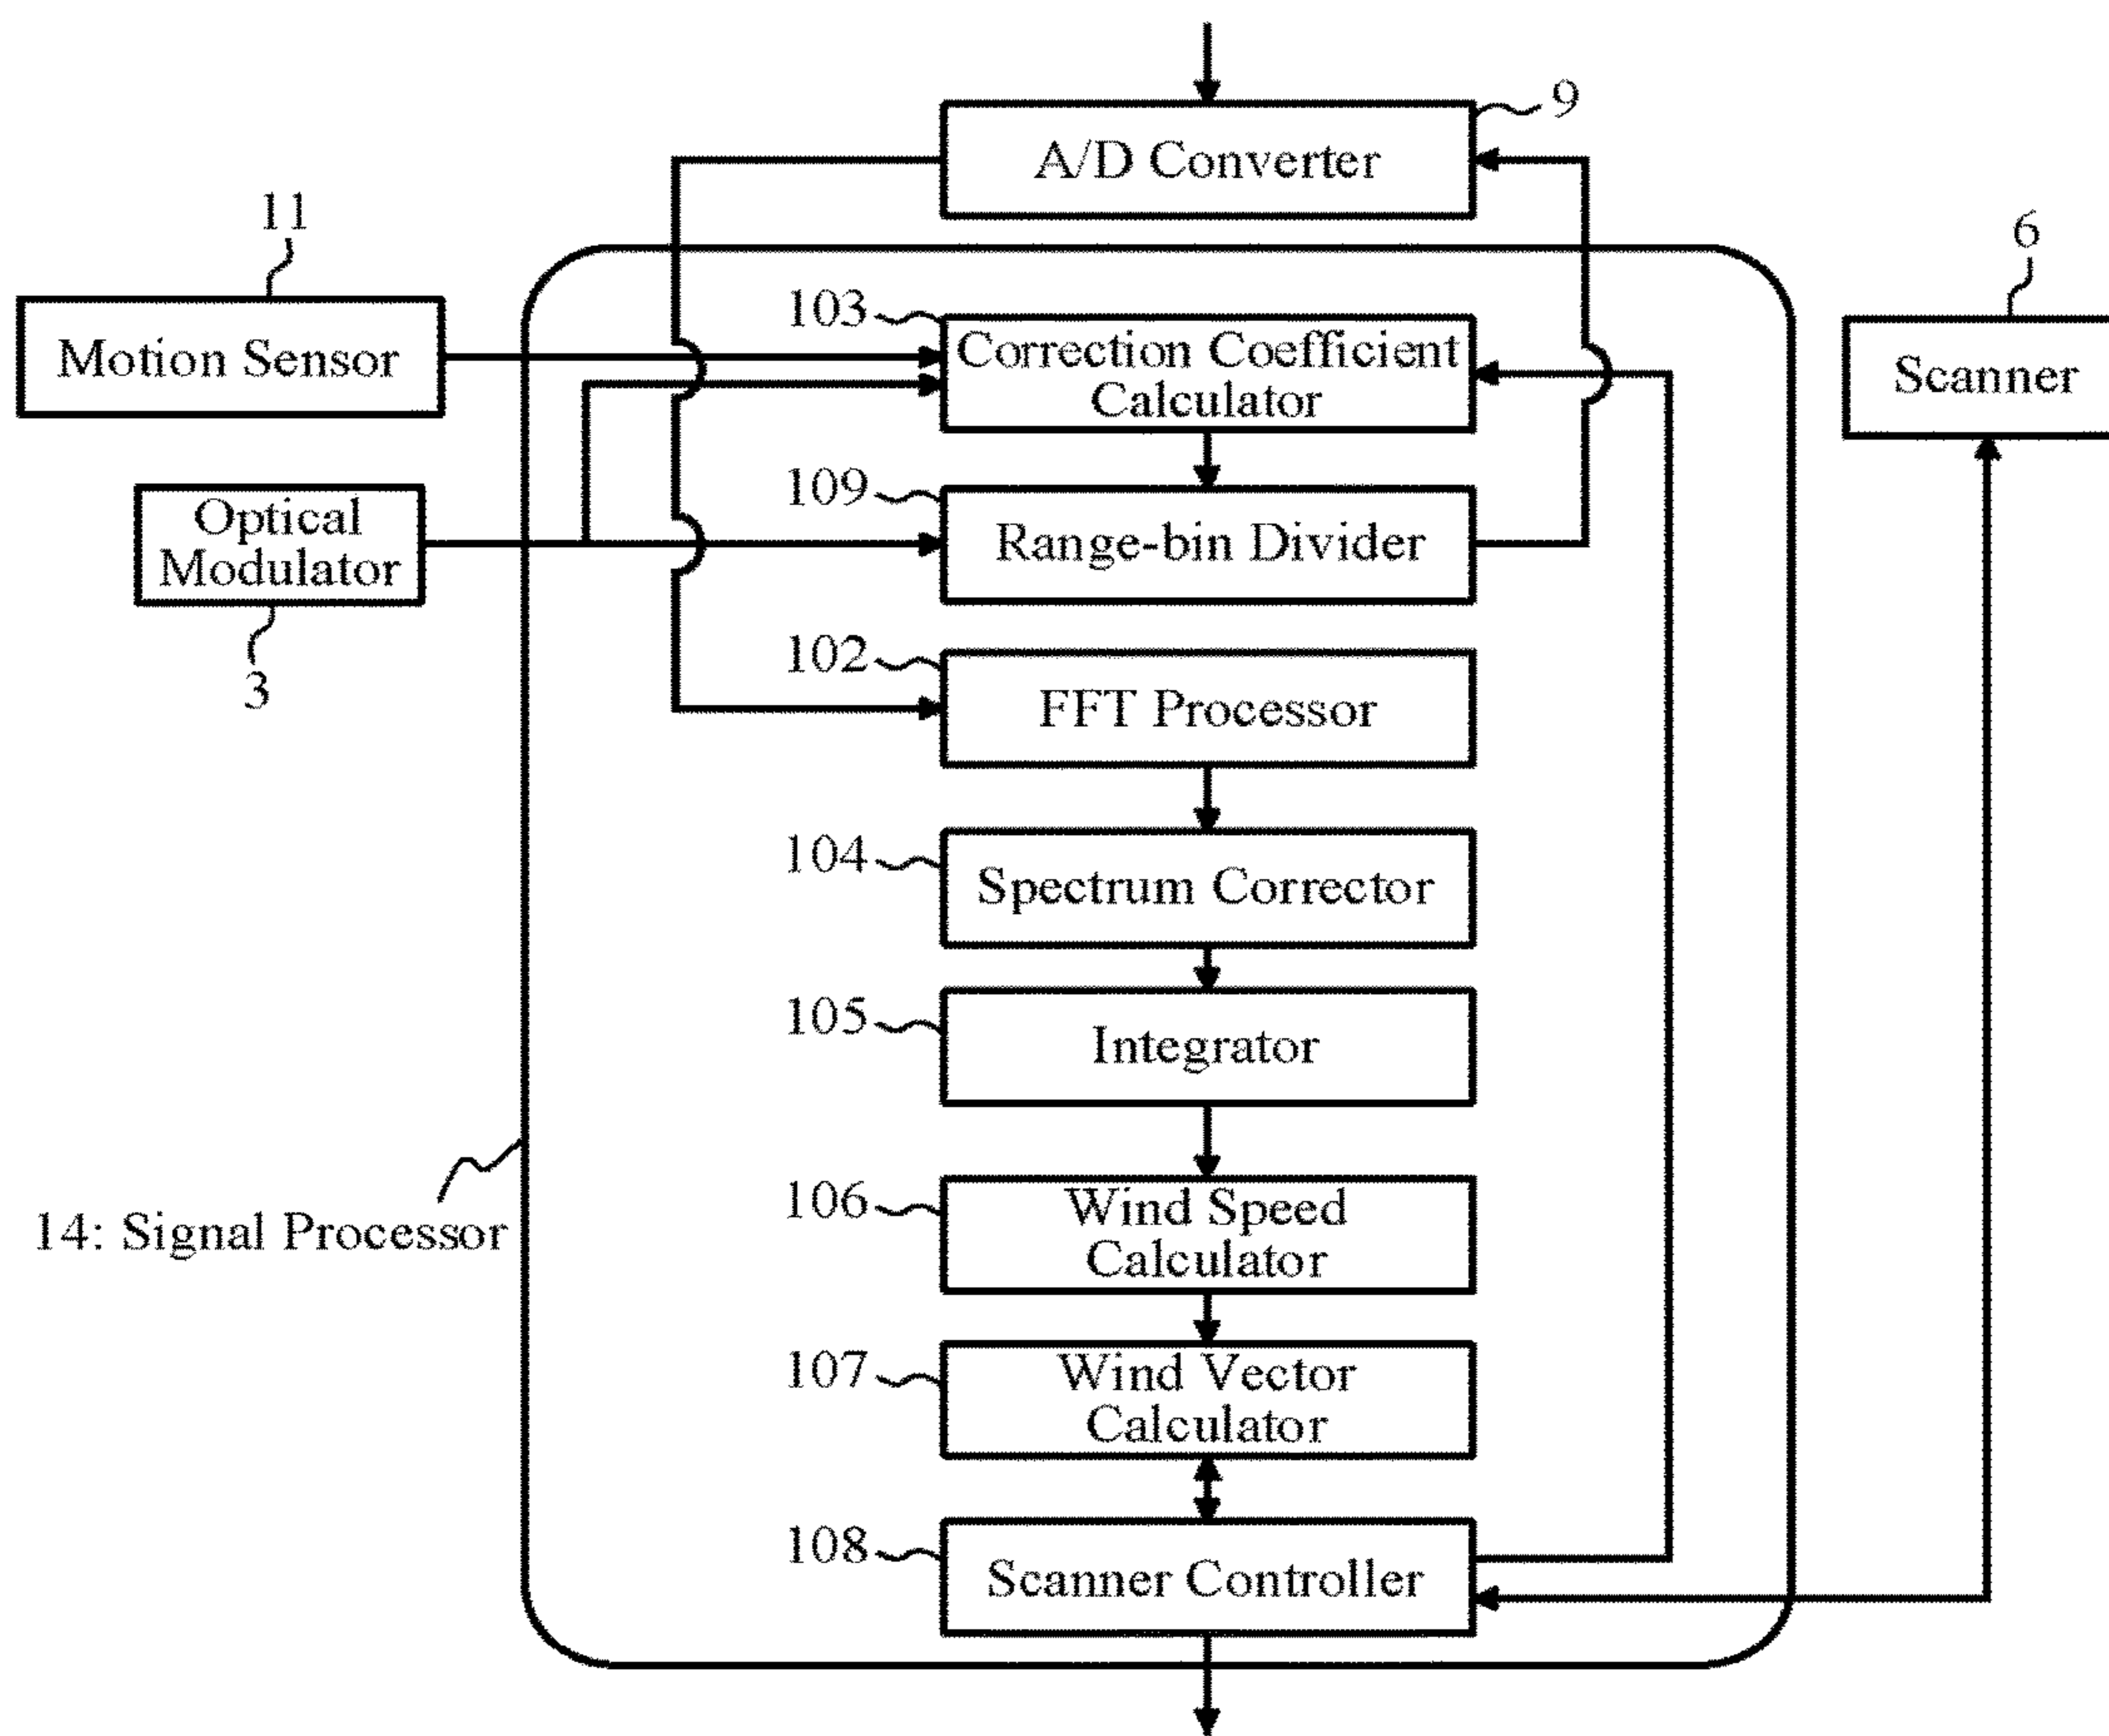 9
A/D Converter
11
Motion Sensor
6
Scanner
103
Correction Coefficient
Calculator
109
Range-bin Divider
Optical
Modulator
3
102
FFT Processor
104
Spectrum Corrector
105
Integrator
14: Signal Processor
106
Wind Speed
Calculator
107
Wind Vector
Calculator
108
Scanner Controller